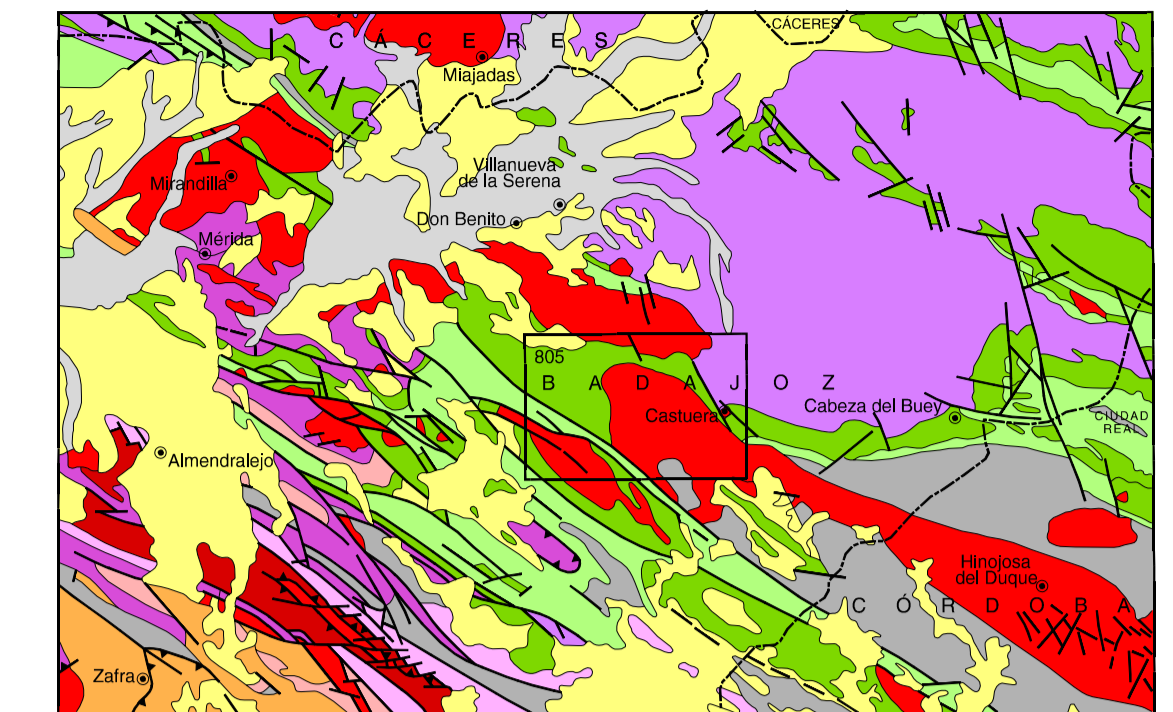 CÁCERES
C Á C E R E S
Miajadas
Villanueva
de la Serena
Mirandilla
Don Benito
Mérida
805
B A D A J O Z
Castuera
Cabeza del Buey
CIUDAD
REAL
Almendralejo
Hinojosa
del Duque
C Ó R D O B A
Zafra